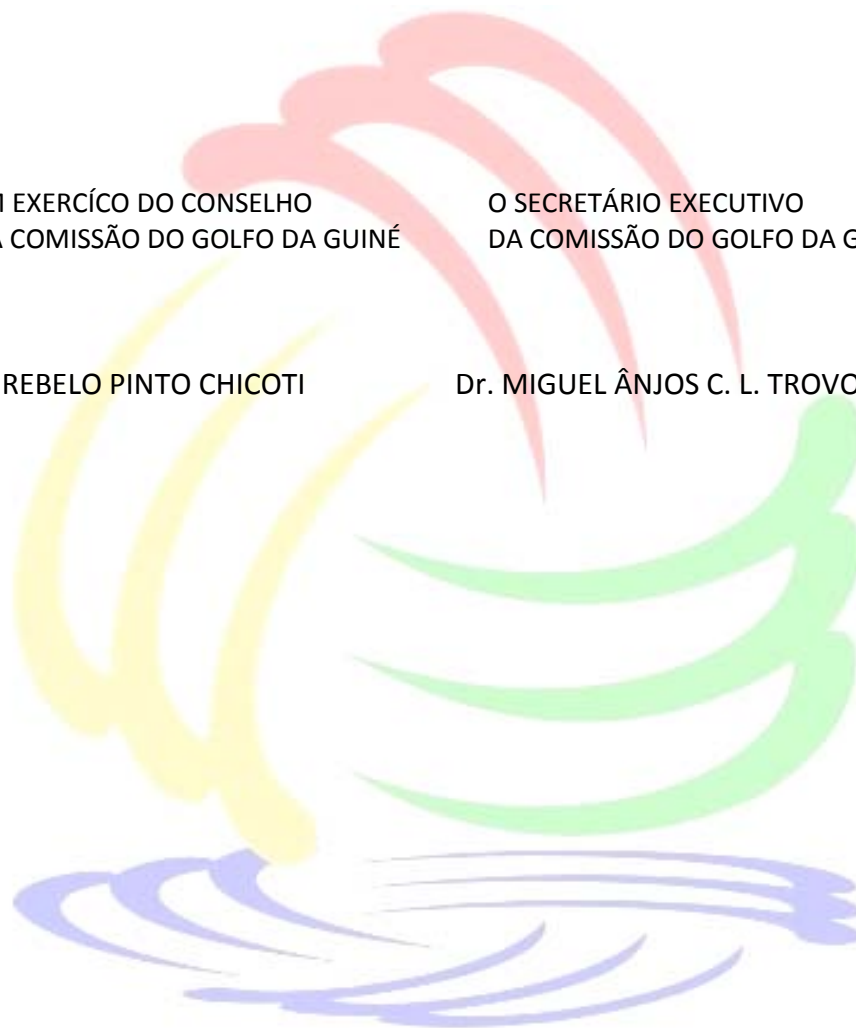 EXERCÍCO DO CONSELHO
COMISSÃO DO GOLFO DA GUINÉ
O SECRETÁRIO EXECUTIVO
DA COMISSÃO DO GOLFO DA
REBELO PINTO CHICOTI
Dr. MIGUEL ÂNJOS C. L.